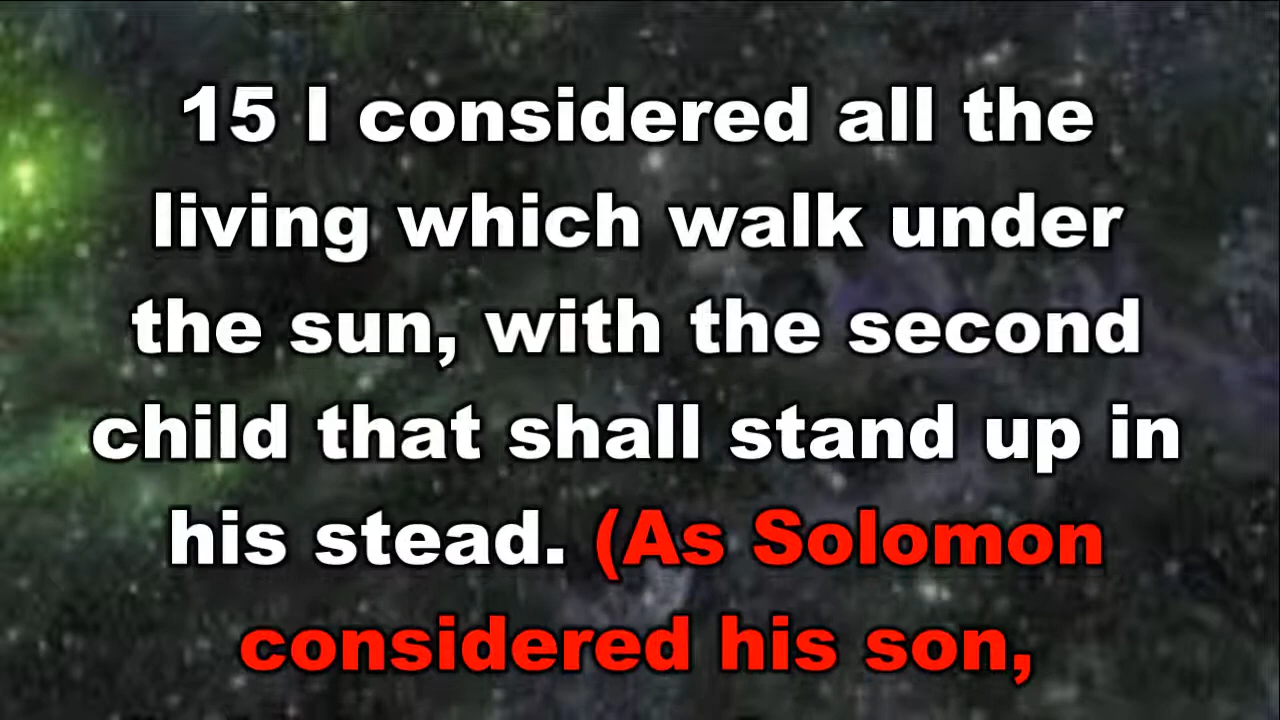 15 I considered all the
living which walk under
the sun, with the second
child that shall stand up in
his stead. (As Solomon
considered his son,